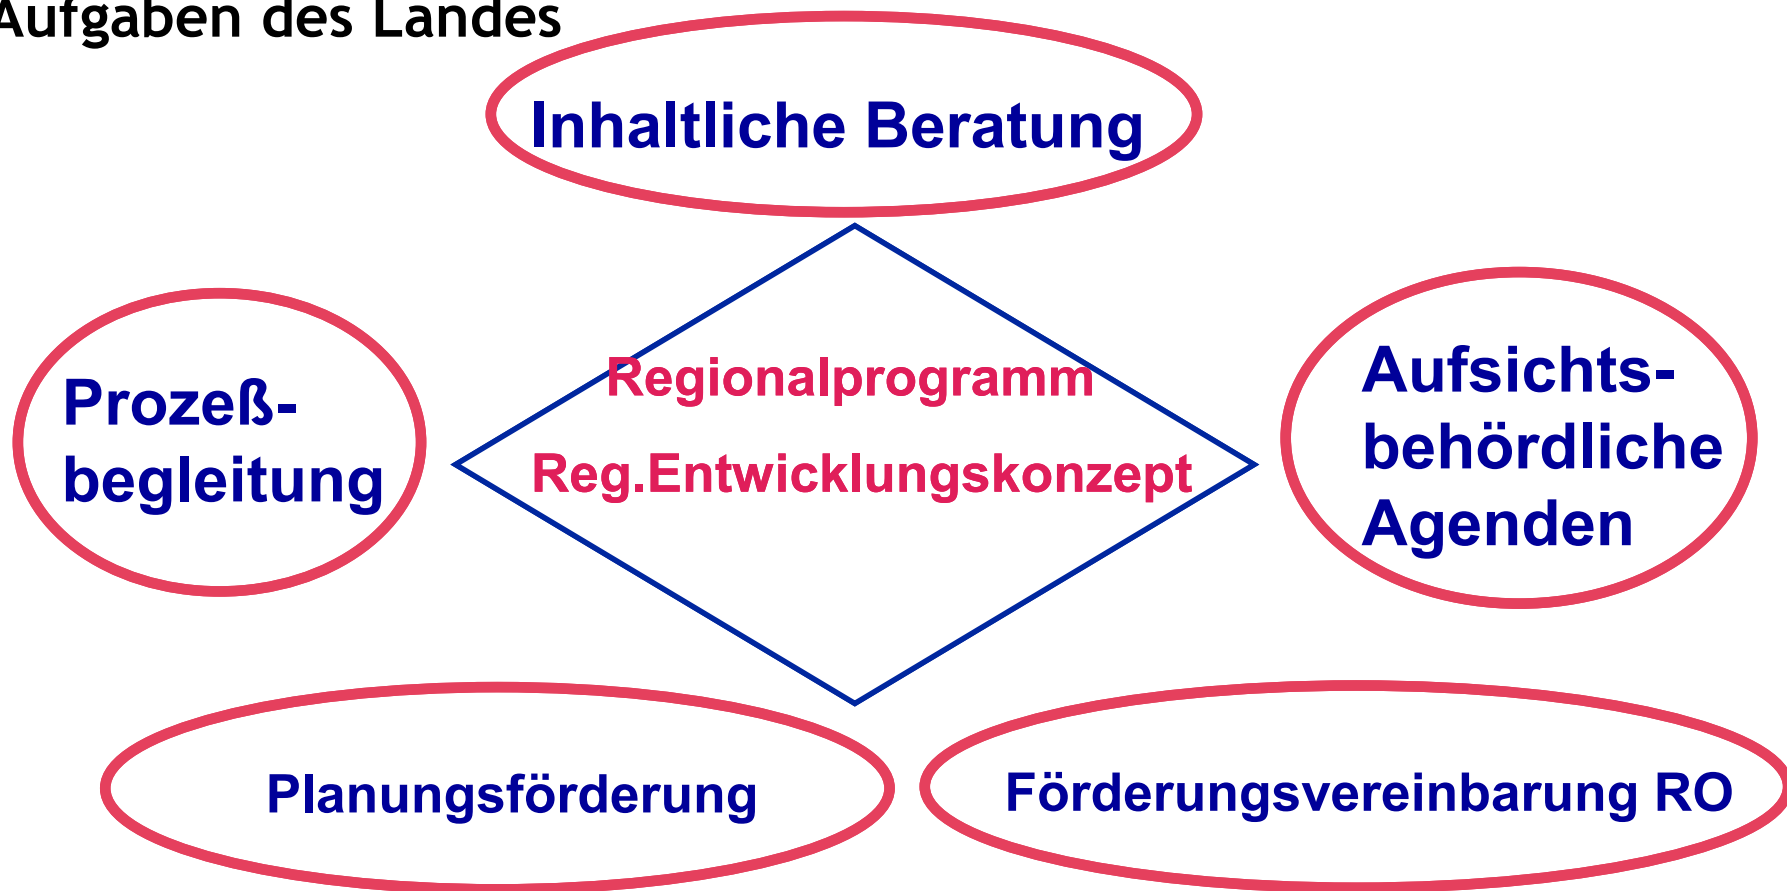 Aufgaben des Landes
Inhaltliche Beratung
Prozeß-
begleitung
Regionalprogramm
Reg.Entwicklungskonzept
Aufsichts-
behördliche
Agenden
Planungsförderung
Förderungsvereinbarung RO